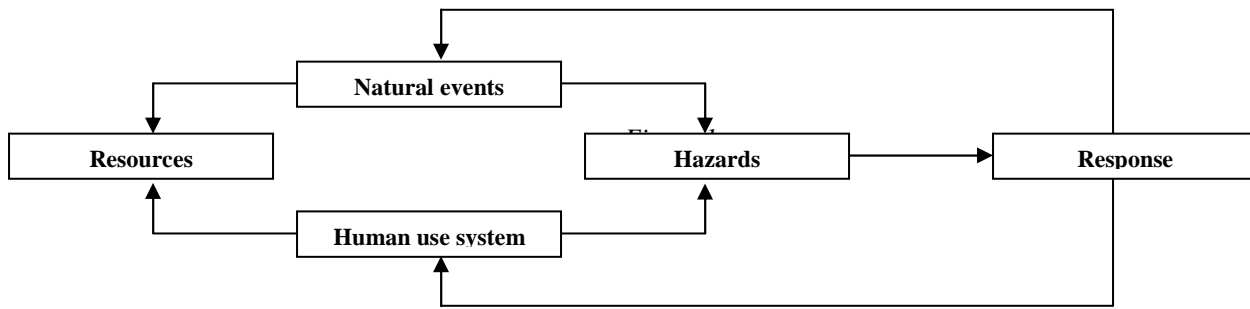 Natural events
Resources
Hazards
Response
Human use system